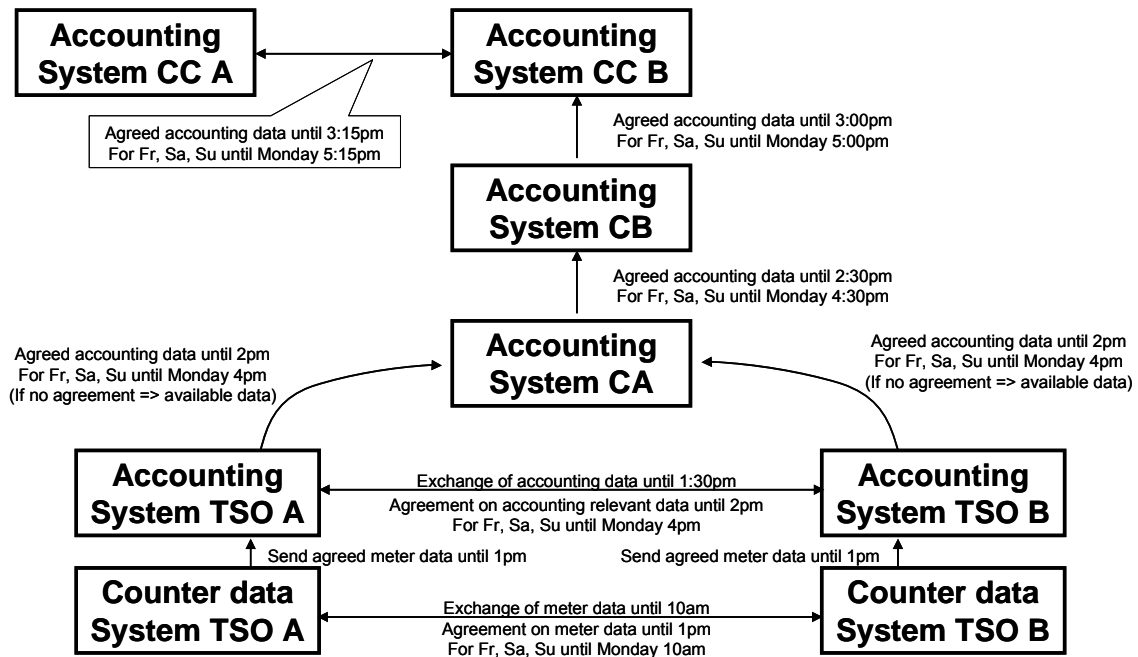 Accounting
System CC A
Accounting
System CC B
Agreed accounting data until 3:15pm
For Fr, Sa, Su until Monday 5:15pm
Agreed accounting data until 3:00pm
For Fr, Sa, Su until Monday 5:00pm
Accounting
System CB
Agreed accounting data until 2:30pm
For Fr, Sa, Su until Monday 4:30pm
Accounting
System CA
Agreed accounting data until 2pm
For Fr, Sa, Su until Monday 4pm
(If no agreement => available data)
Agreed accounting data until 2pm
For Fr, Sa, Su until Monday 4pm
(If no agreement => available data)
Accounting
System TSO A
Exchange of accounting data until 1:30pm
Agreement on accounting relevant data until 2pm
For Fr, Sa, Su until Monday 4pm
Accounting
System TSO B
Send agreed meter data until 1pm
Send agreed meter data until 1pm
Counter data
System TSO A
Exchange of meter data until 10am
Agreement on meter data until 1pm
For Fr, Sa, Su until Monday 10am
Counter data
System TSO B